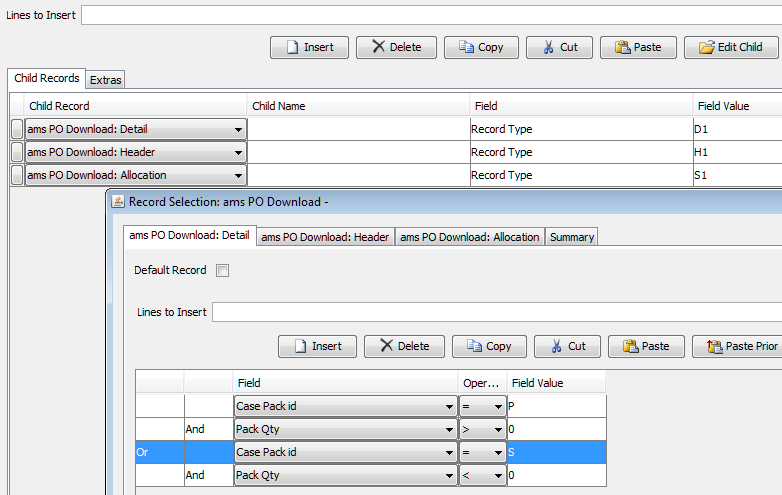 Lines to Insert
Insert Delete Copy Cut Paste Edit Child
Child Records Extras
Child Record Child Name Field Field Value
ams PO Download: Detail Record Type D1
ams PO Download: Header Record Type H1
ams PO Download: Allocation Record Type S1
Record Selection: ams PO Download -
ams PO Download: Detail ams PO Download: Header ams PO Download: Allocation Summary
Default Record
Lines to Insert
Insert Delete Copy Cut Paste Paste Prior
Field Oper... Field Value
Case Pack id = P
And Pack Qty > 0
Or Case Pack id = S
And Pack Qty < 0